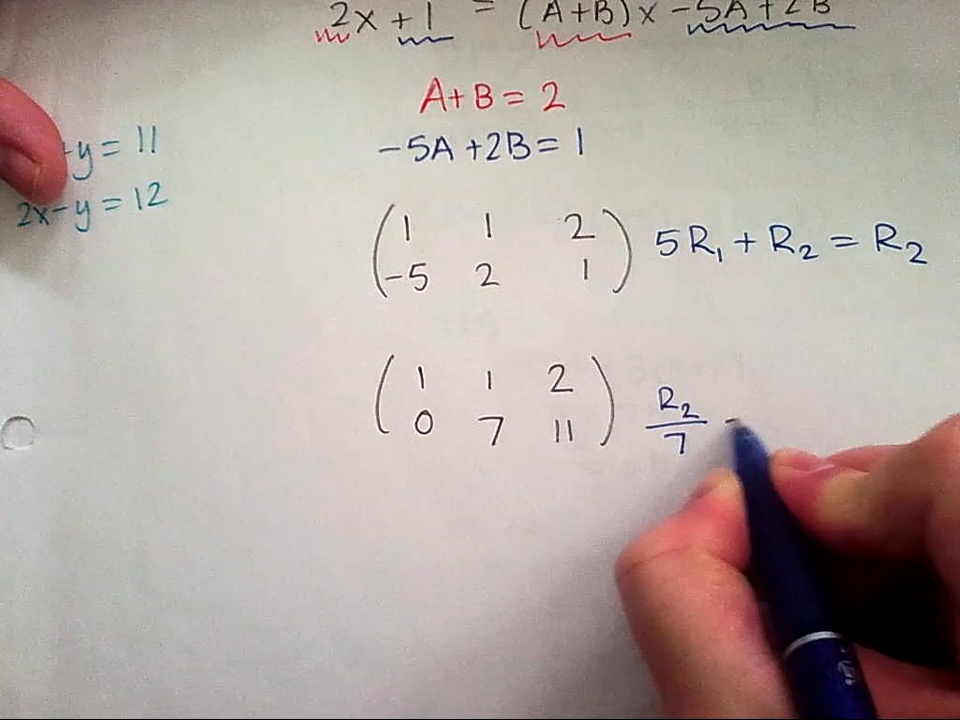 2x + 1 = (A+B)x -5A+2B
A+B = 2
-5A +2B = 1
-y = 11
2x-y = 12
1 1 2
-5 2 1
5R₁ + R₂ = R₂
1 1 2
0 7 11
R₂
7